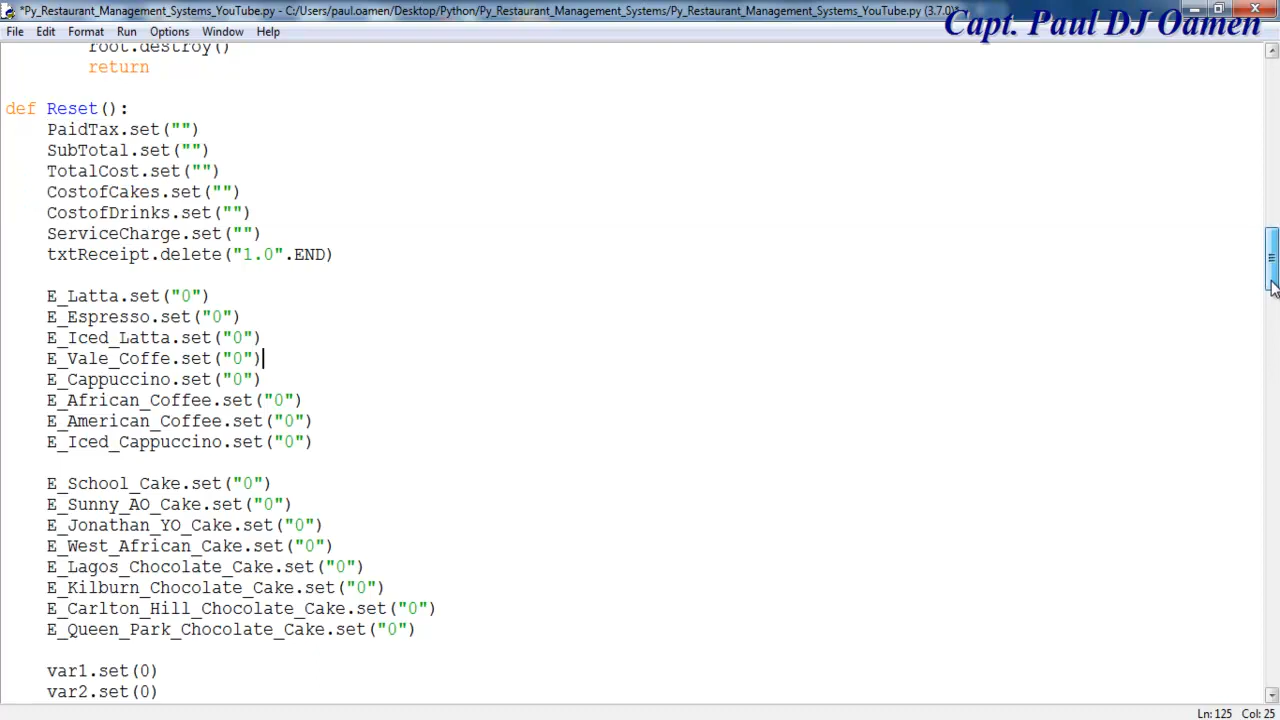 *Py_Restaurant_Management_Systems_YouTube.py - C:/Users/paul.oamen/Desktop/Python/Py_Restaurant_Management_Systems/Py_Restaurant_Management_Systems_YouTube.py (3.7.0)*
Capt. Paul DJ Oamen
File Edit Format Run Options Window Help
root.destroy()
return
def Reset():
PaidTax.set("")
SubTotal.set("")
TotalCost.set("")
CostofCakes.set("")
CostofDrinks.set("")
ServiceCharge.set("")
txtReceipt.delete("1.0".END)
E_Latta.set("0")
E_Espresso.set("0")
E_Iced_Latta.set("0")
E_Vale_Coffe.set("0")
E_Cappuccino.set("0")
E_African_Coffee.set("0")
E_American_Coffee.set("0")
E_Iced_Cappuccino.set("0")
E_School_Cake.set("0")
E_Sunny_AO_Cake.set("0")
E_Jonathan_YO_Cake.set("0")
E_West_African_Cake.set("0")
E_Lagos_Chocolate_Cake.set("0")
E_Kilburn_Chocolate_Cake.set("0")
E_Carlton_Hill_Chocolate_Cake.set("0")
E_Queen_Park_Chocolate_Cake.set("0")
var1.set(0)
var2.set(0)
Ln: 125 Col: 25